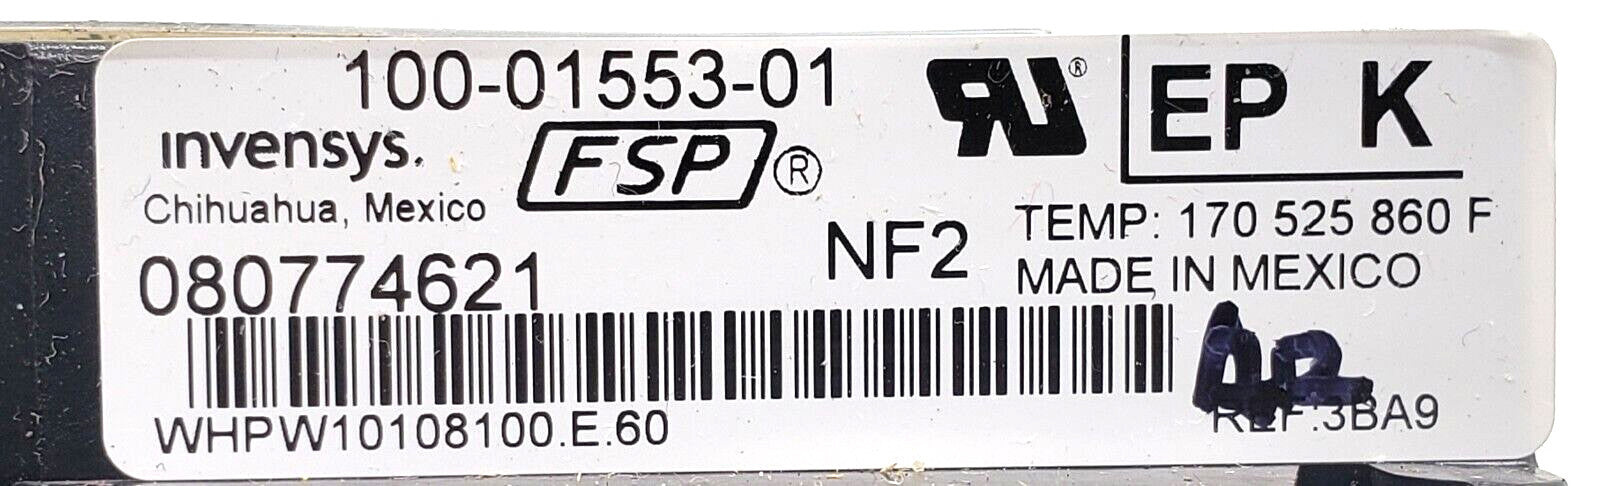 100-01553-01
invensys.
FSP®
Chihuahua, Mexico
080774621
NF2
®
EP K
TEMP: 170 525 860 F
MADE IN MEXICO
WHPW10108100.E.60
REF:3BA9